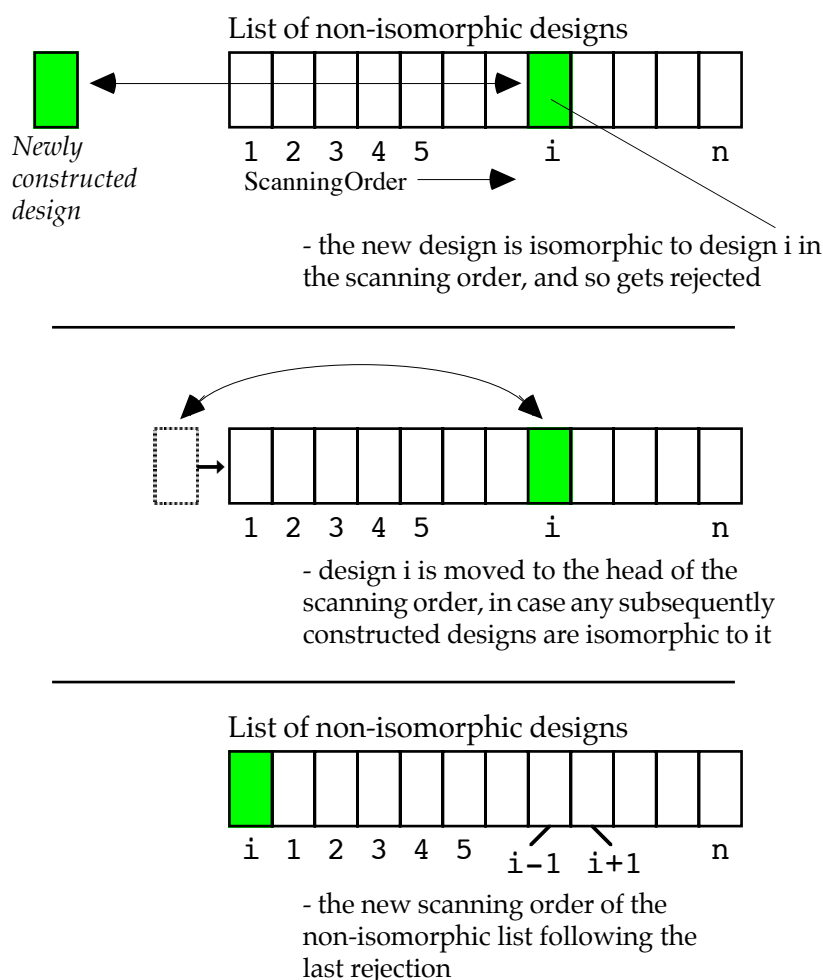 List of non-isomorphic designs
Newly
constructed
design
1 2 3 4 5 i n
ScanningOrder
- the new design is isomorphic to design i in
the scanning order, and so gets rejected
1 2 3 4 5 i n
- design i is moved to the head of the
scanning order, in case any subsequently
constructed designs are isomorphic to it
List of non-isomorphic designs
i 1 2 3 4 5 i-1 i+1 n
- the new scanning order of the
non-isomorphic list following the
last rejection